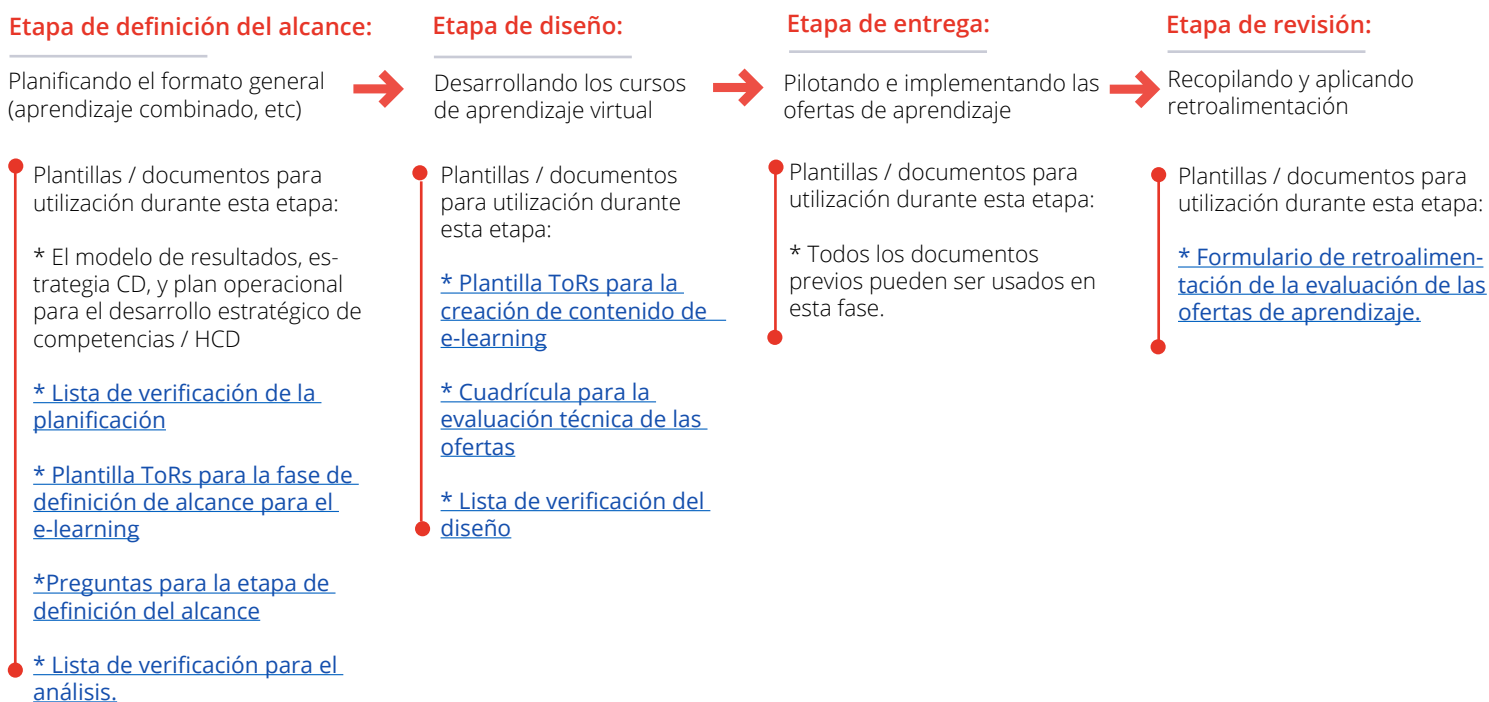 Etapa de definición del alcance:
Planificando el formato general
(aprendizaje combinado, etc)
Plantillas / documentos para
utilización durante esta etapa:
* El modelo de resultados, es-
trategia CD, y plan operacional
para el desarrollo estratégico de
competencias / HCD
* Lista de verificación de la
planificación
* Plantilla ToRs para la fase de
definición de alcance para el
e-learning
*Preguntas para la etapa de
definición del alcance
* Lista de verificación para el
análisis.
Etapa de diseño:
Desarrollando los cursos
de aprendizaje virtual
Plantillas / documentos
para utilización durante
esta etapa:
* Plantilla ToRs para la
creación de contenido de
e-learning
* Cuadrícula para la
evaluación técnica de las
ofertas
* Lista de verificación del
diseño
Etapa de entrega:
Pilotando e implementando las
ofertas de aprendizaje
Plantillas / documentos para
utilización durante esta etapa:
* Todos los documentos
previos pueden ser usados en
esta fase.
Etapa de revisión:
Recopilando y aplicando
retroalimentación
Plantillas / documentos para
utilización durante esta etapa:
* Formulario de retroalimen-
tación de la evaluación de las
ofertas de aprendizaje.